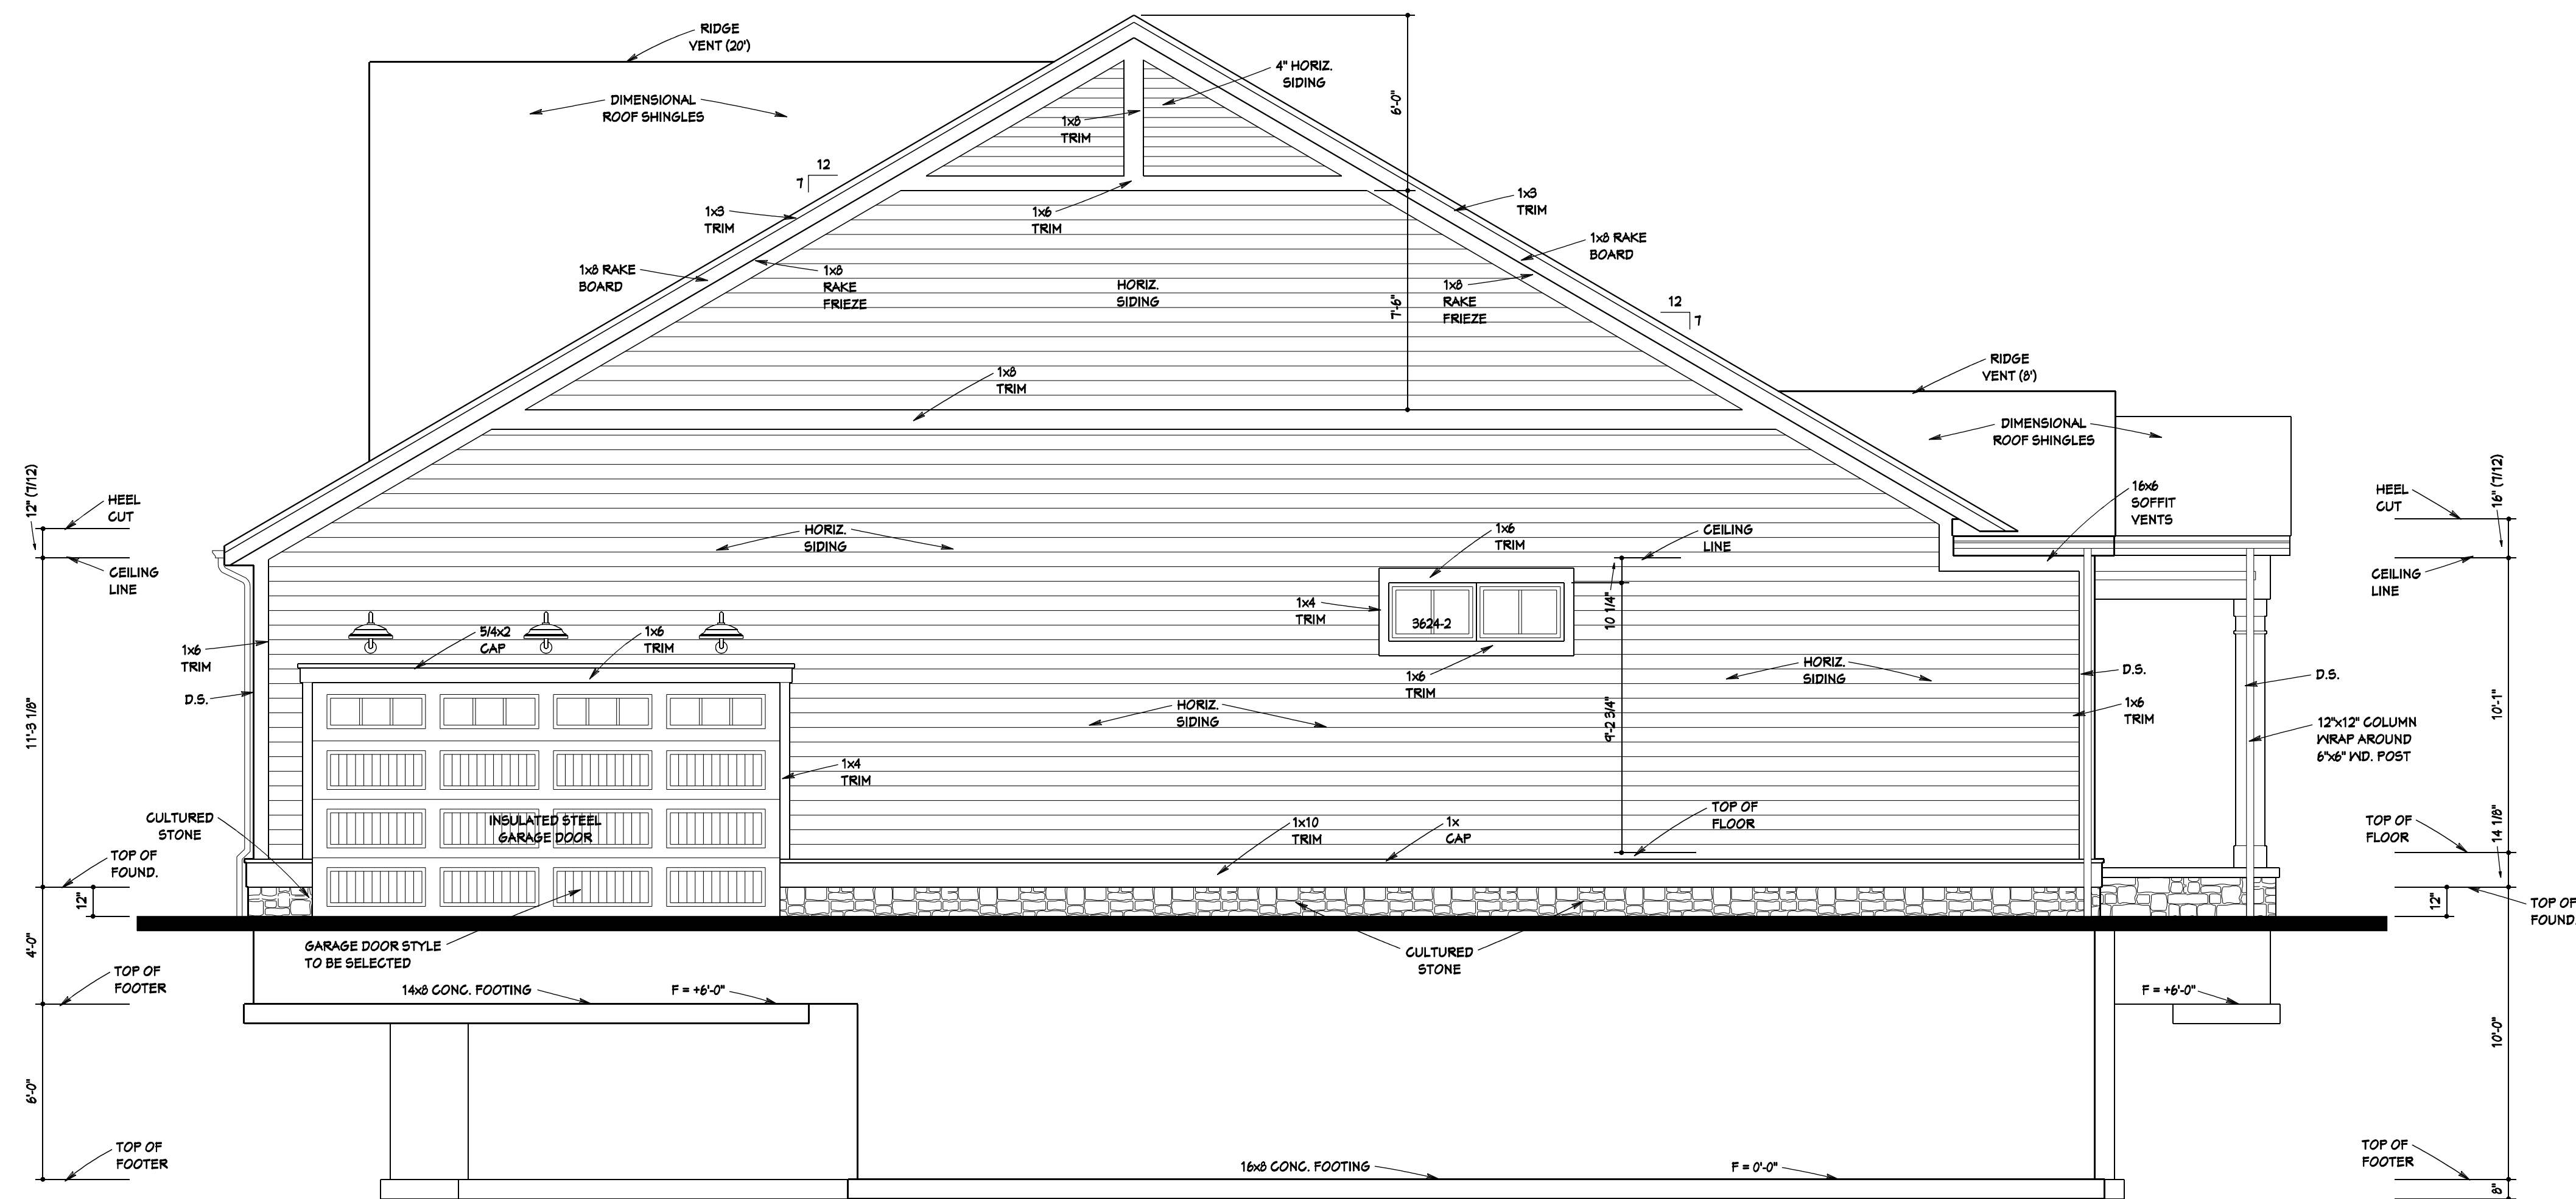 RIDGE
VENT (20')
4" HORIZ.
SIDING
DIMENSIONAL
ROOF SHINGLES
6'-0"
1x8
TRIM
12
7
1x3
TRIM
1x6
TRIM
1x3
TRIM
1x8 RAKE
BOARD
1x8 RAKE
BOARD
1x8
RAKE
FRIEZE
HORIZ.
SIDING
7'-6"
1x8
RAKE
FRIEZE
12
7
RIDGE
VENT (8')
1x8
TRIM
DIMENSIONAL
ROOF SHINGLES
12" (7/12)
HEEL
CUT
CEILING
LINE
HORIZ.
SIDING
1x6
TRIM
CEILING
LINE
16x6
SOFFIT
VENTS
HEEL
CUT
16" (7/12)
CEILING
LINE
1x4
TRIM
3624-2
10 1/4"
5/4x2
CAP
1x6
TRIM
1x6
TRIM
D.S.
1x6
TRIM
HORIZ.
SIDING
D.S.
D.S.
HORIZ.
SIDING
9'-2 3/4"
1x6
TRIM
12"x12" COLUMN
WRAP AROUND
6"x6" WD. POST
11'-3 1/8"
10'-1"
1x4
TRIM
CULTURED
STONE
INSULATED STEEL
GARAGE DOOR
1x10
TRIM
1x
CAP
TOP OF
FLOOR
TOP OF
FLOOR
14 1/8"
TOP OF
FOUND.
12"
12"
TOP OF
FOUND.
GARAGE DOOR STYLE
TO BE SELECTED
CULTURED
STONE
4'-0"
TOP OF
FOOTER
14x8 CONC. FOOTING
F = +6'-0"
F = +6'-0"
10'-0"
6'-0"
TOP OF
FOOTER
16x8 CONC. FOOTING
F = 0'-0"
TOP OF
FOOTER
8"